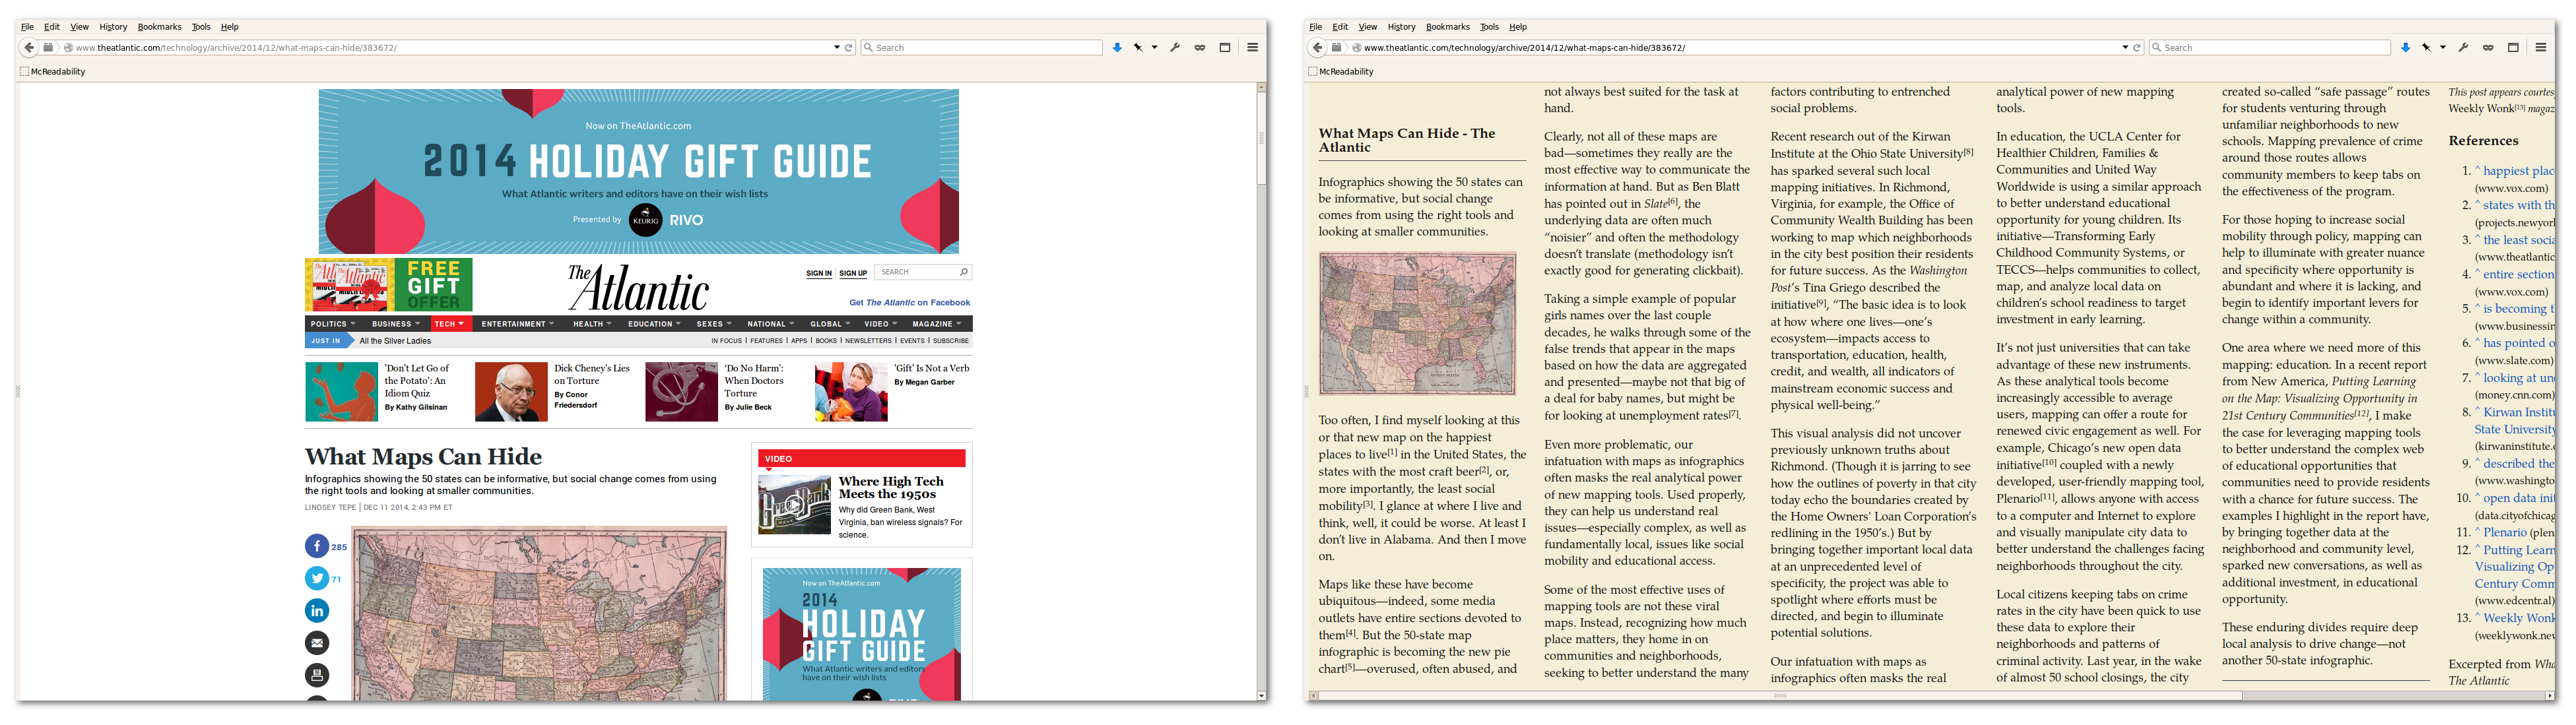 File Edit View History Bookmarks Tools Help
www.theatlantic.com/technology/archive/2014/12/what-maps-can-hide/383672/
Search
McReadability
Now on TheAtlantic.com
2014 HOLIDAY GIFT GUIDE
What Atlantic writers and editors have on their wish lists
Presented by KEURIG RIVO
FREE
GIFT
OFFER
The Atlantic
SIGN IN SIGN UP SEARCH
Get The Atlantic on Facebook
POLITICS BUSINESS TECH ENTERTAINMENT HEALTH EDUCATION SEXES NATIONAL GLOBAL VIDEO MAGAZINE
JUST IN All the Silver Ladies
IN FOCUS | FEATURES | APPS | BOOKS | NEWSLETTERS | EVENTS | SUBSCRIBE
'Don't Let Go of
the Potato': An
Idiom Quiz
By Kathy Gilsinan
Dick Cheney's Lies
on Torture
By Conor
Friedersdorf
'Do No Harm':
When Doctors
Torture
By Julie Beck
'Gift' Is Not a Verb
By Megan Garber
What Maps Can Hide
Infographics showing the 50 states can be informative, but social change comes from using
the right tools and looking at smaller communities.
LINDSEY TEPE | DEC 11 2014, 2:43 PM ET
285
71
VIDEO
Where High Tech
Meets the 1950s
Why did Green Bank, West
Virginia, ban wireless signals? For
science.
Now on TheAtlantic.com
2014
HOLIDAY
GIFT GUIDE
What Atlantic writers and editors
have on their wish lists
File Edit View History Bookmarks Tools Help
www.theatlantic.com/technology/archive/2014/12/what-maps-can-hide/383672/
Search
McReadability
What Maps Can Hide - The
Atlantic
Infographics showing the 50 states can
be informative, but social change
comes from using the right tools and
looking at smaller communities.
Too often, I find myself looking at this
or that new map on the happiest
places to live[1] in the United States, the
states with the most craft beer[2], or,
more importantly, the least social
mobility[3]. I glance at where I live and
think, well, it could be worse. At least I
don't live in Alabama. And then I move
on.
Maps like these have become
ubiquitous—indeed, some media
outlets have entire sections devoted to
them[4]. But the 50-state map
infographic is becoming the new pie
chart[5]—overused, often abused, and
not always best suited for the task at
hand.
Clearly, not all of these maps are
bad—sometimes they really are the
most effective way to communicate the
information at hand. But as Ben Blatt
has pointed out in Slate[6], the
underlying data are often much
“noisier” and often the methodology
doesn't translate (methodology isn't
exactly good for generating clickbait).
Taking a simple example of popular
girls names over the last couple
decades, he walks through some of the
false trends that appear in the maps
based on how the data are aggregated
and presented—maybe not that big of
a deal for baby names, but might be
for looking at unemployment rates[7].
Even more problematic, our
infatuation with maps as infographics
often masks the real analytical power
of new mapping tools. Used properly,
they can help us understand real
issues—especially complex, as well as
fundamentally local, issues like social
mobility and educational access.
Some of the most effective uses of
mapping tools are not these viral
maps. Instead, recognizing how much
place matters, they home in on
communities and neighborhoods,
seeking to better understand the many
factors contributing to entrenched
social problems.
Recent research out of the Kirwan
Institute at the Ohio State University[8]
has sparked several such local
mapping initiatives. In Richmond,
Virginia, for example, the Office of
Community Wealth Building has been
working to map which neighborhoods
in the city best position their residents
for future success. As the Washington
Post's Tina Griego described the
initiative[9], “The basic idea is to look
at how where one lives—one's
ecosystem—impacts access to
transportation, education, health,
credit, and wealth, all indicators of
mainstream economic success and
physical well-being.”
This visual analysis did not uncover
previously unknown truths about
Richmond. (Though it is jarring to see
how the outlines of poverty in that city
today echo the boundaries created by
the Home Owners' Loan Corporation's
redlining in the 1950's.) But by
bringing together important local data
at an unprecedented level of
specificity, the project was able to
spotlight where efforts must be
directed, and begin to illuminate
potential solutions.
Our infatuation with maps as
infographics often masks the real
analytical power of new mapping
tools.
In education, the UCLA Center for
Healthier Children, Families &
Communities and United Way
Worldwide is using a similar approach
to better understand educational
opportunity for young children. Its
initiative—Transforming Early
Childhood Community Systems, or
TECCS—helps communities to collect,
map, and analyze local data on
children's school readiness to target
investment in early learning.
It's not just universities that can take
advantage of these new instruments.
As these analytical tools become
increasingly accessible to average
users, mapping can offer a route for
renewed civic engagement as well. For
example, Chicago's new open data
initiative[10] coupled with a newly
developed, user-friendly mapping tool,
Plenario[11], allows anyone with access
to a computer and Internet to explore
and visually manipulate city data to
better understand the challenges facing
neighborhoods throughout the city.
Local citizens keeping tabs on crime
rates in the city have been quick to use
these data to explore their
neighborhoods and patterns of
criminal activity. Last year, in the wake
of almost 50 school closings, the city
created so-called “safe passage” routes
for students venturing through
unfamiliar neighborhoods to new
schools. Mapping prevalence of crime
around those routes allows
community members to keep tabs on
the effectiveness of the program.
For those hoping to increase social
mobility through policy, mapping can
help to illuminate with greater nuance
and specificity where opportunity is
abundant and where it is lacking, and
begin to identify important levers for
change within a community.
One area where we need more of this
mapping: education. In a recent report
from New America, Putting Learning
on the Map: Visualizing Opportunity in
21st Century Communities[12], I make
the case for leveraging mapping tools
to better understand the complex web
of educational opportunities that
communities need to provide residents
with a chance for future success. The
examples I highlight in the report have,
by bringing together data at the
neighborhood and community level,
sparked new conversations, as well as
additional investment, in educational
opportunity.
These enduring divides require deep
local analysis to drive change—not
another 50-state infographic.
This post appears courtes
Weekly Wonk[13] magaz
References
1. ^ happiest plac
(www.vox.com)
2. ^ states with th
(projects.newyor
3. ^ the least socia
(www.theatlantic
4. ^ entire section
(www.vox.com)
5. ^ is becoming t
(www.businessin
6. ^ has pointed o
(www.slate.com)
7. ^ looking at un
(money.cnn.com)
8. ^ Kirwan Institu
State University
(kirwaninstitute.o
9. ^ described the
(www.washingto
10. ^ open data init
(data.cityofchicag
11. ^ Plenario (plen
12. ^ Putting Learn
Visualizing Op
Century Comm
(www.edcentr.al)
13. ^ Weekly Wonk
(weeklywonk.nev
Excerpted from Wha
The Atlantic